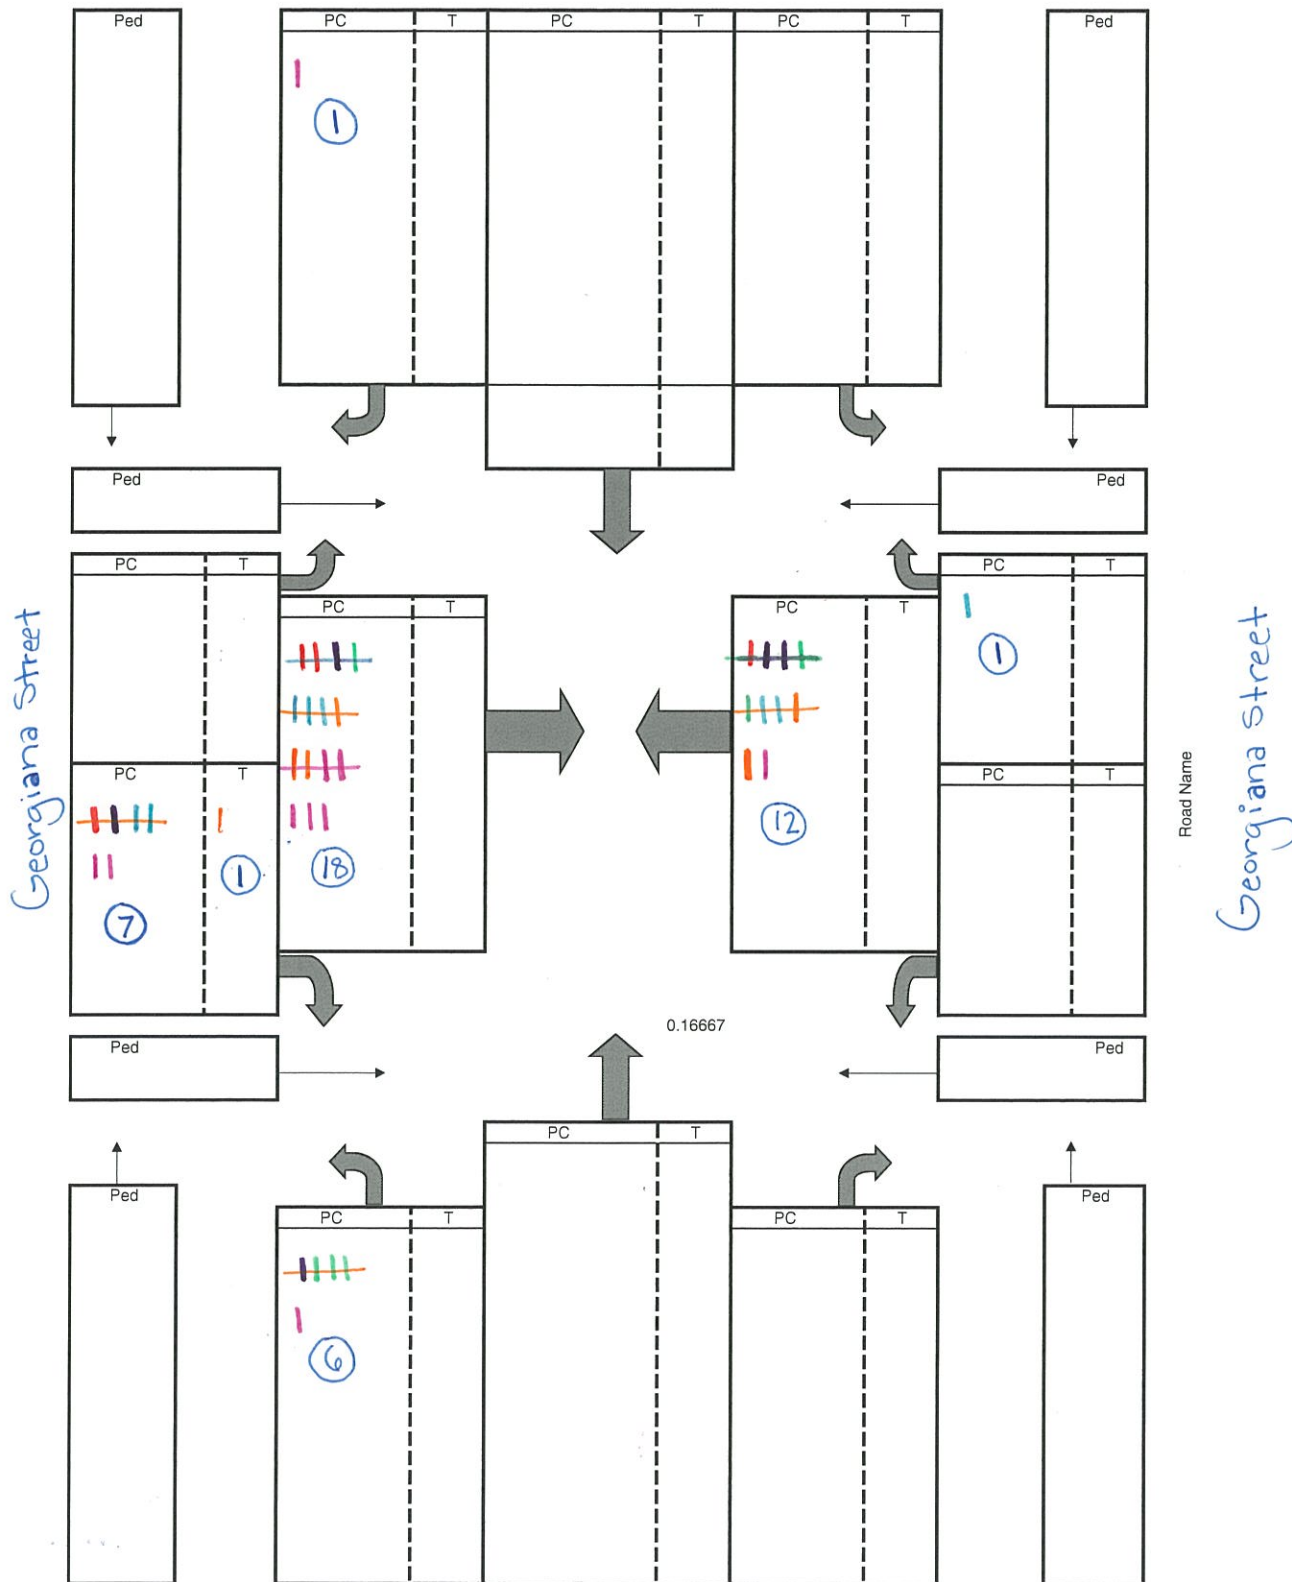 Ped PC T PC T PC T Ped
1
Ped Ped
PC T PC T
PC T PC T
1
Georgiana Street
PC T PC T
Road Name
Georgiana Street
1
18
12
7
0.16667
Ped Ped
PC T
Ped Ped
PC T PC T
6